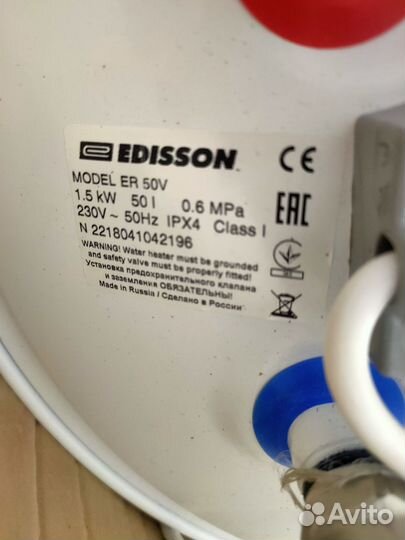 EDISSON
MODEL ER 50V
1.5 kW 50 l 0.6 MPa
230V ~ 50Hz IPX4 Class I
N 2218041042196
WARNING! Water heater must be grounded
and safety valve must be properly fitted!
Установка предохранительного клапана
и заземления ОБЯЗАТЕЛЬНЫ!
Made in Russia / Сделано в России
CE
EAC
Avito